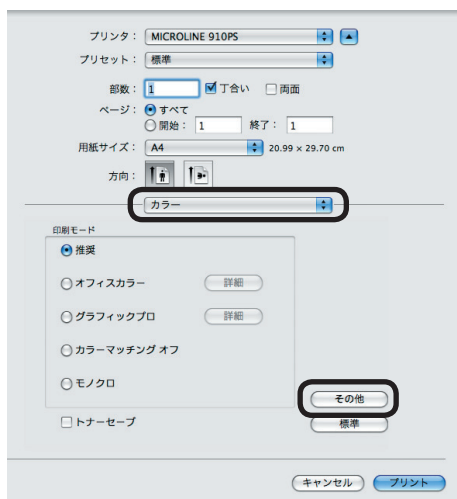 プリンタ： MICROLINE 910PS
プリセット： 標準
部数： 1 丁合い 両面
ページ： すべて
開始： 1 終了： 1
用紙サイズ： A4 20.99 × 29.70 cm
方向：
カラー
印刷モード
推奨
オフィスカラー 詳細
グラフィックプロ 詳細
カラーマッチング オフ
モノクロ
その他
トナーセーブ 標準
キャンセル プリント